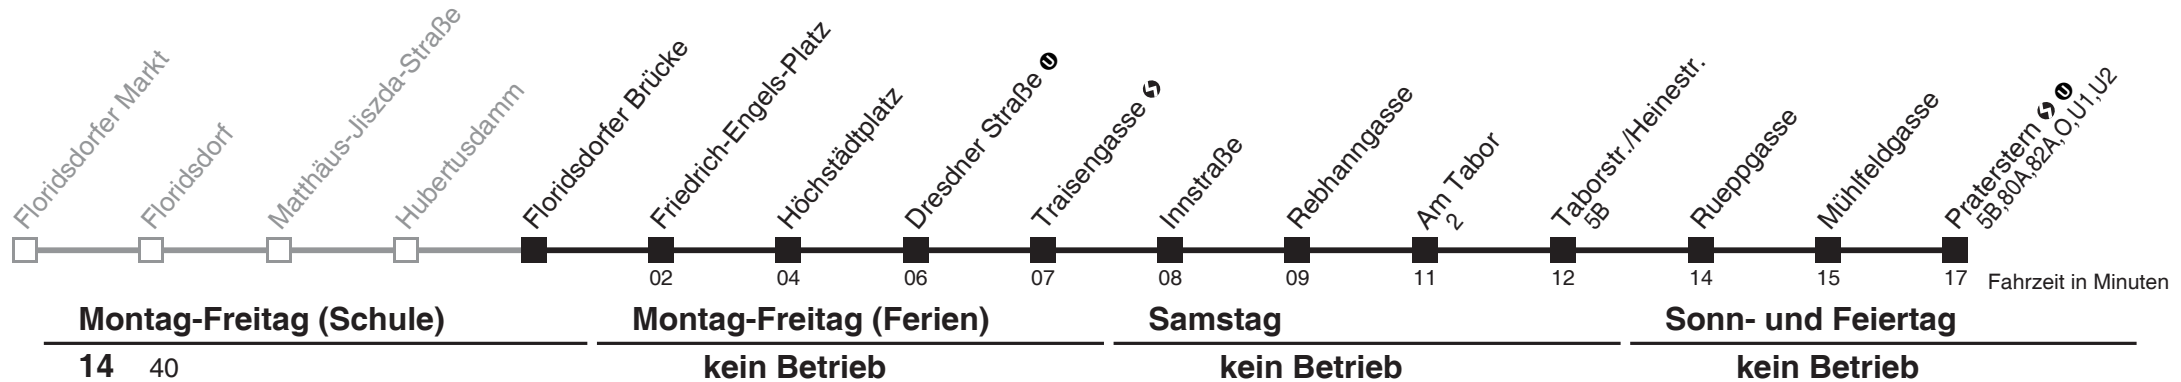 Floridsdorfer Markt
Floridsdorf
Matthäus-Jiszda-Straße
Hubertusdamm
Floridsdorfer Brücke
Friedrich-Engels-Platz
Höchstädtplatz
Dresdner Straße U
Traisengasse S
Innstraße
Rebhanngasse
Am Tabor
2
Taborstr./Heinestr.
5B
Rueppgasse
Mühlfeldgasse
Praterstern S U
5B,80A,82A,O,U1,U2
02 04 06 07 08 09 11 12 14 15 17 Fahrzeit in Minuten
Montag-Freitag (Schule) Montag-Freitag (Ferien) Samstag Sonn- und Feiertag
14 40 kein Betrieb kein Betrieb kein Betrieb